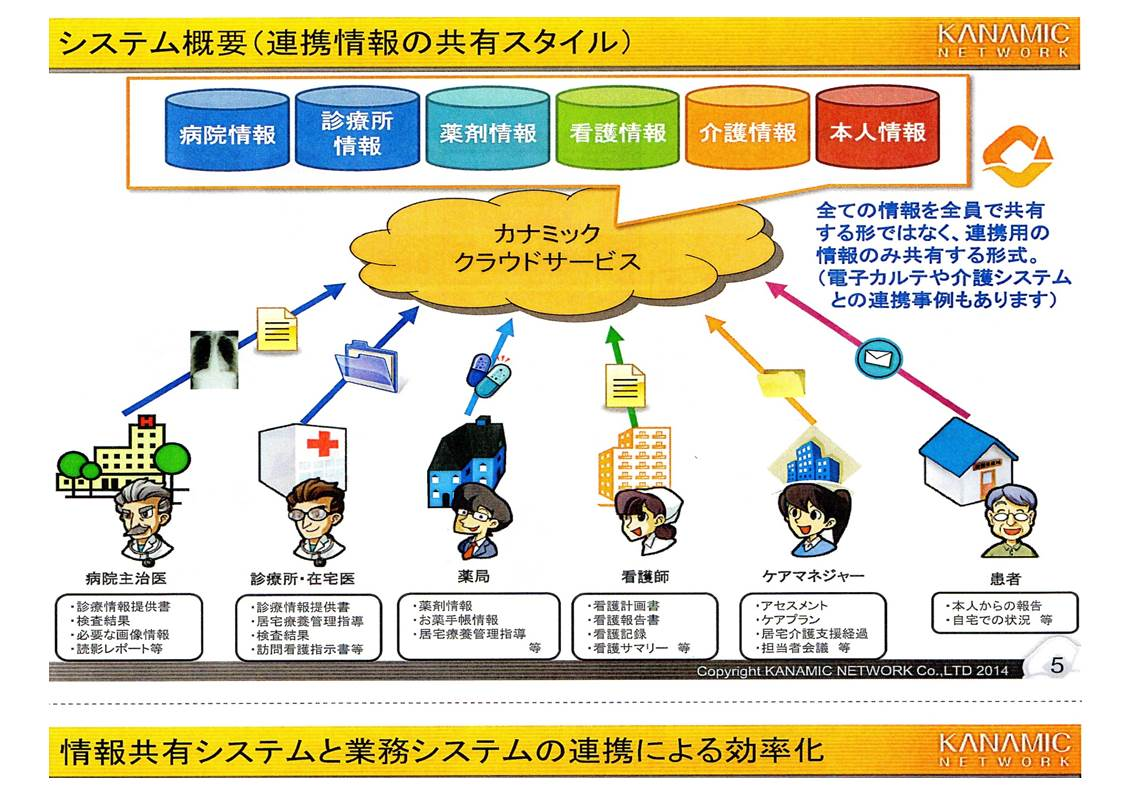 システム概要(連携情報の共有スタイル)
KANAMIC
NETWORK
病院情報
診療所
情報
薬剤情報
看護情報
介護情報
本人情報
カナミック
クラウドサービス
全ての情報を全員で共有
する形ではなく、連携用の
情報のみ共有する形式。
(電子カルテや介護システム
との連携事例もあります)
H
病院主治医
・診療情報提供書
・検査結果
・必要な画像情報
・読影レポート等
診療所・在宅医
・診療情報提供書
・居宅療養管理指導
・検査結果
・訪問看護指示書等
薬局
・薬剤情報
・お薬手帳情報
・居宅療養管理指導
等
看護師
・看護計画書
・看護報告書
・看護記録
・看護サマリー 等
ケアマネジャー
・アセスメント
・ケアプラン
・居宅介護支援経過
・担当者会議 等
患者
・本人からの報告
・自宅での状況 等
Copyright KANAMIC NETWORK Co.,LTD 2014
5
情報共有システムと業務システムの連携による効率化
KANAMIC
NETWORK